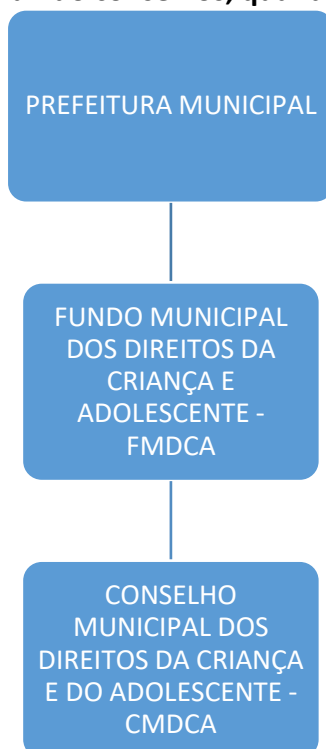 PREFEITURA MUNICIPAL
FUNDO MUNICIPAL
DOS DIREITOS DA
CRIANÇA E
ADOLESCENTE -
FMDCA
CONSELHO
MUNICIPAL DOS
DIREITOS DA CRIANÇA
E DO ADOLESCENTE -
CMDCA